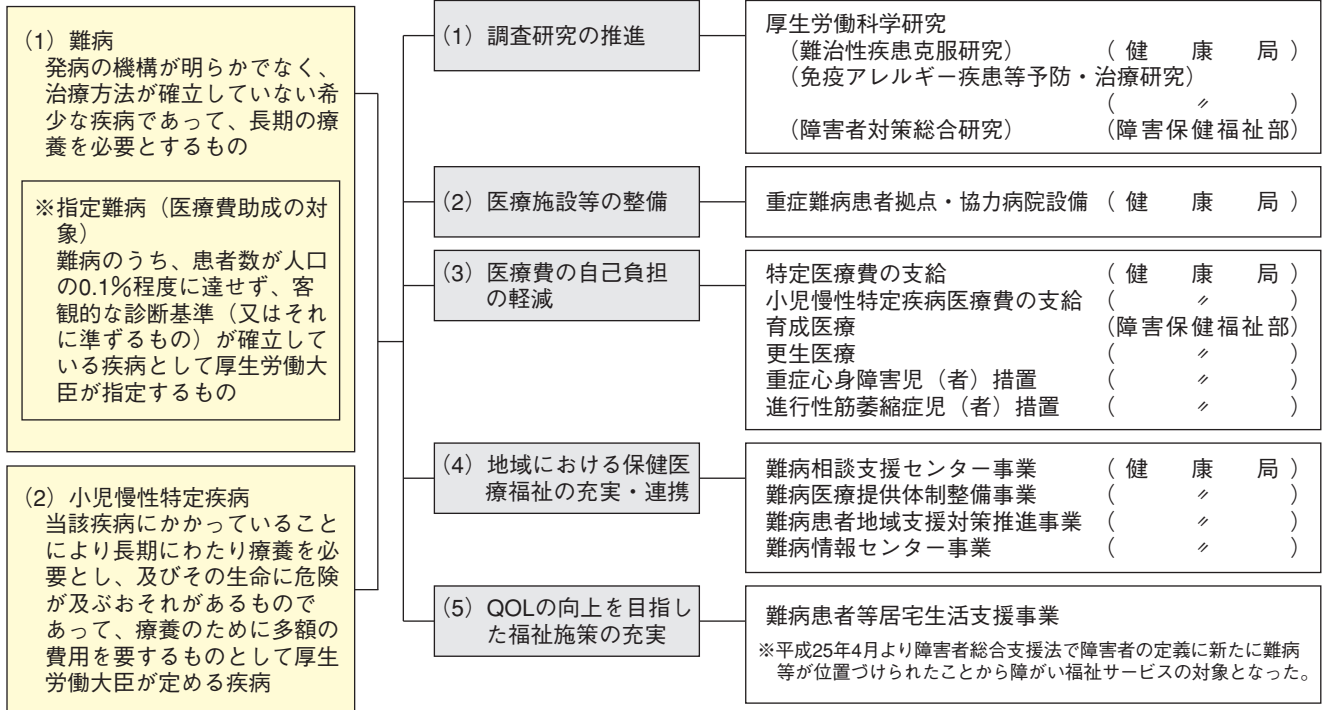 (1) 難病
発病の機構が明らかでなく、
治療方法が確立していない希
少な疾病であって、長期の療
養を必要とするもの
※指定難病（医療費助成の対
象）
難病のうち、患者数が人口
の0.1％程度に達せず、客
観的な診断基準（又はそれ
に準ずるもの）が確立して
いる疾病として厚生労働大
臣が指定するもの
(2) 小児慢性特定疾病
当該疾病にかかっていること
により長期にわたり療養を必
要とし、及びその生命に危険
が及ぶおそれがあるもので
あって、療養のために多額の
費用を要するものとして厚生
労働大臣が定める疾病
(1) 調査研究の推進
厚生労働科学研究
（難治性疾患克服研究） （健 康 局）
（免疫アレルギー疾患等予防・治療研究）
（ 〃 ）
（障害者対策総合研究） （障害保健福祉部）
(2) 医療施設等の整備
重症難病患者拠点・協力病院設備 （健 康 局）
(3) 医療費の自己負担
の軽減
特定医療費の支給 （健 康 局）
小児慢性特定疾病医療費の支給 （ 〃 ）
育成医療 （障害保健福祉部）
更生医療 （ 〃 ）
重症心身障害児（者）措置 （ 〃 ）
進行性筋萎縮症児（者）措置 （ 〃 ）
(4) 地域における保健医
療福祉の充実・連携
難病相談支援センター事業 （健 康 局）
難病医療提供体制整備事業 （ 〃 ）
難病患者地域支援対策推進事業 （ 〃 ）
難病情報センター事業 （ 〃 ）
(5) QOLの向上を目指し
た福祉施策の充実
難病患者等居宅生活支援事業
※平成25年4月より障害者総合支援法で障害者の定義に新たに難病
等が位置づけられたことから障がい福祉サービスの対象となった。